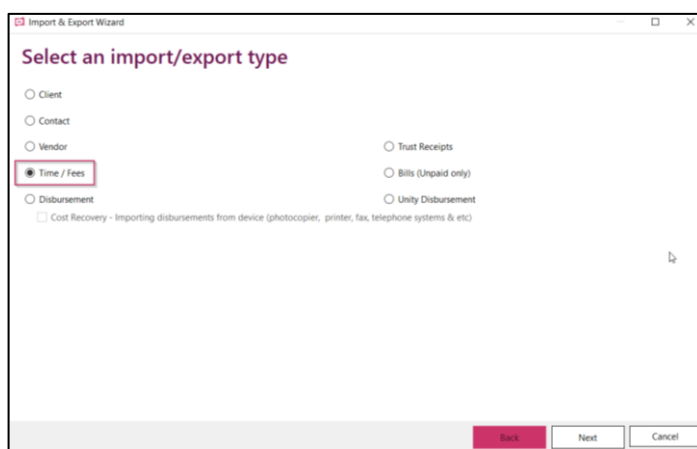 Import & Export Wizard
Select an import/export type
Client
Contact
Vendor
Trust Receipts
Time / Fees
Bills (Unpaid only)
Disbursement
Unity Disbursement
Cost Recovery - Importing disbursements from device (photocopier, printer, fax, telephone systems & etc)
Back Next Cancel